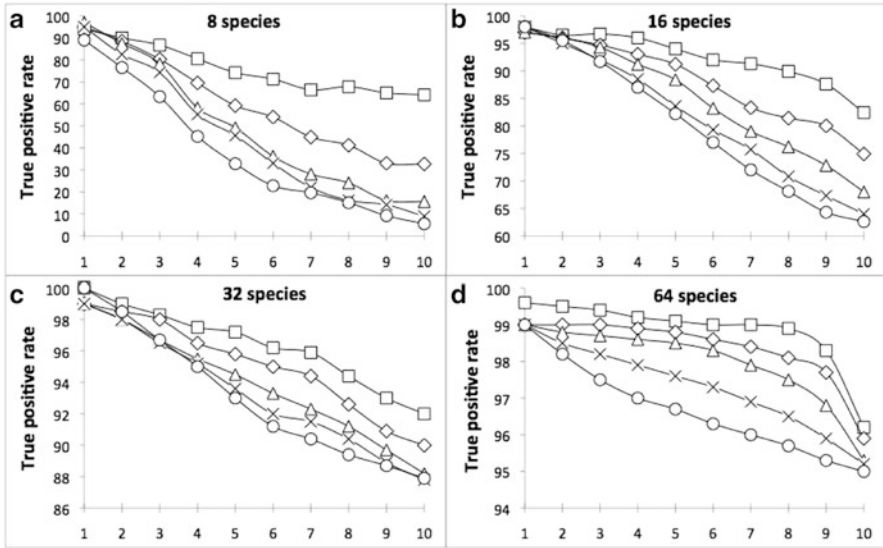 a
8 species
True positive rate
100
90
80
70
60
50
40
30
20
10
0
1 2 3 4 5 6 7 8 9 10
b
16 species
True positive rate
100
95
90
85
80
75
70
65
60
1 2 3 4 5 6 7 8 9 10
c
32 species
True positive rate
100
98
96
94
92
90
88
86
1 2 3 4 5 6 7 8 9 10
d
64 species
True positive rate
100
99
98
97
96
95
94
1 2 3 4 5 6 7 8 9 10